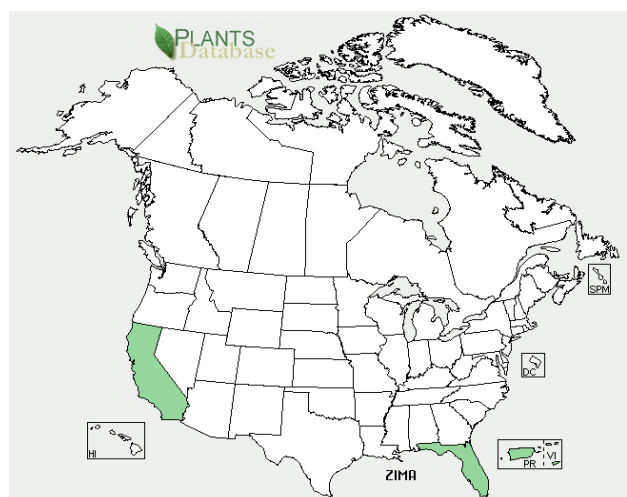 PLANTS
Database
SPM
DC
HI
PR
VI
ZIMA